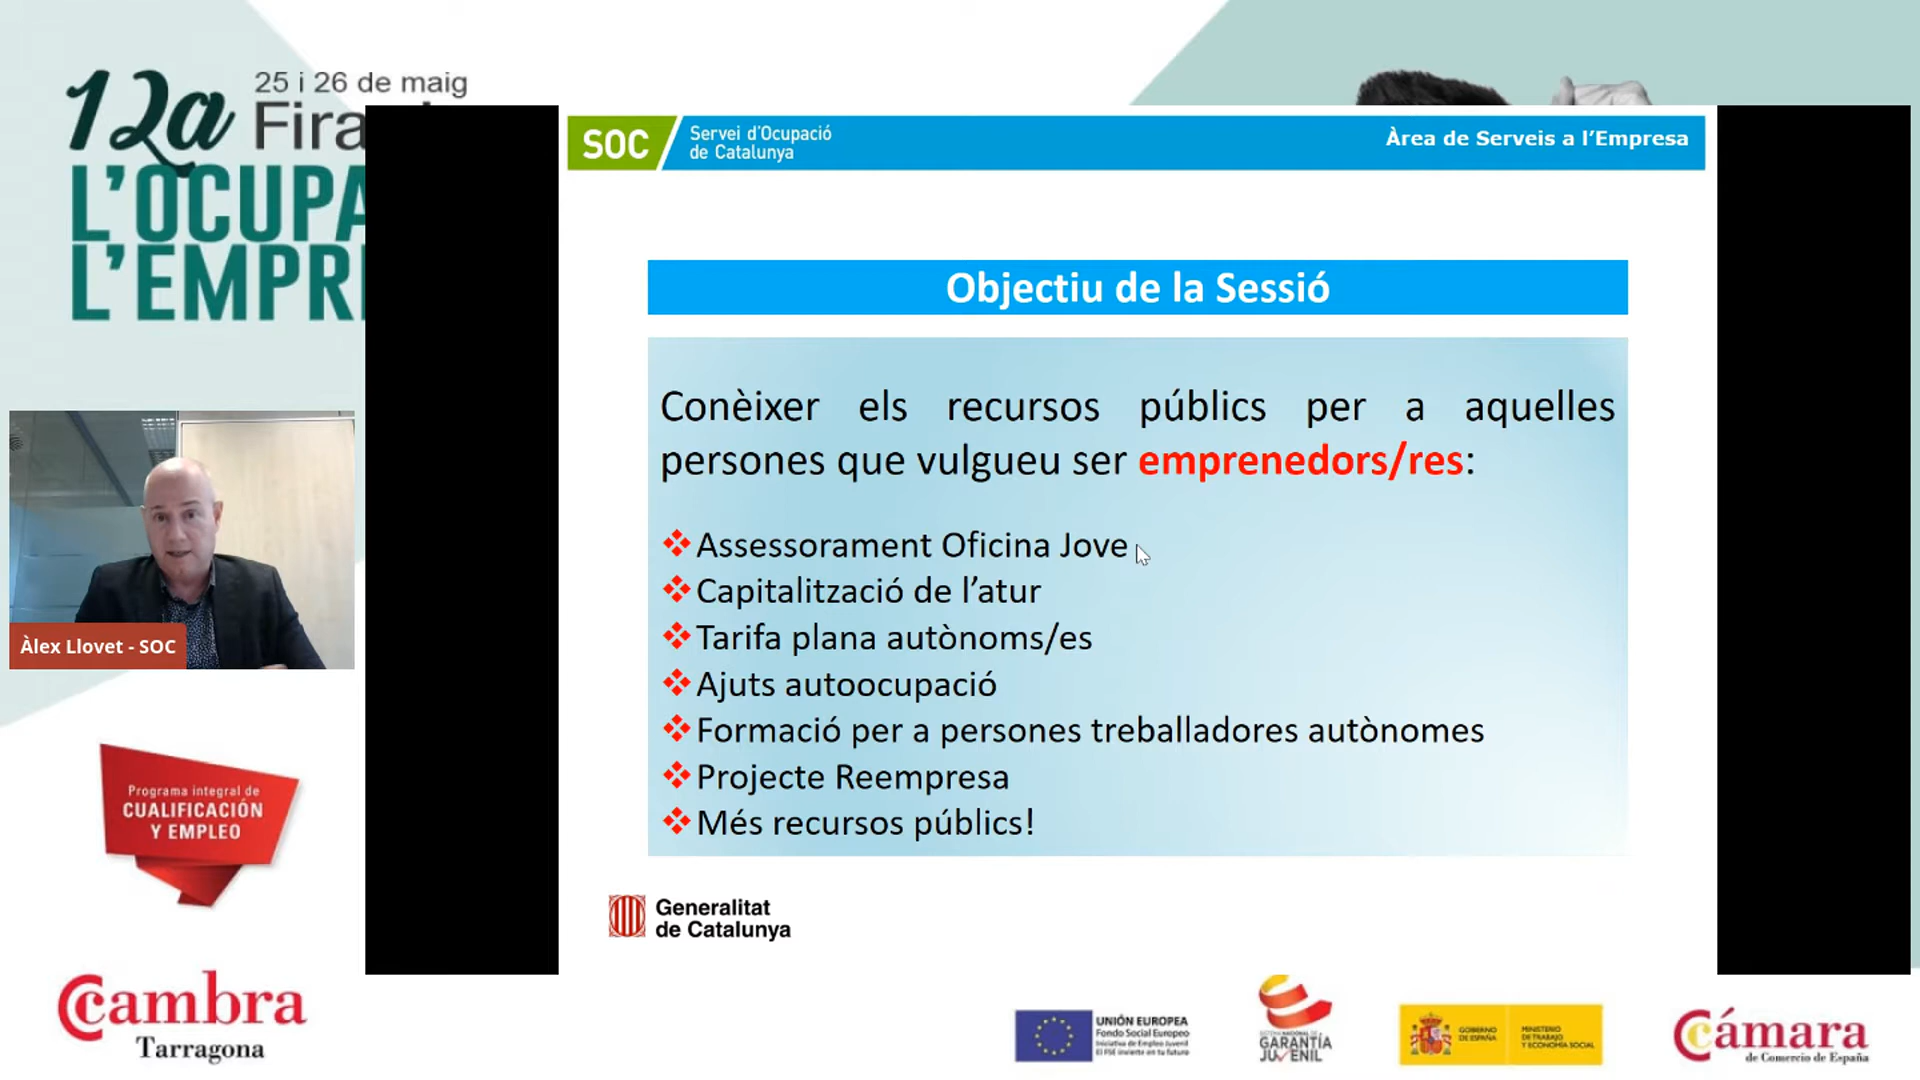 12a
25 i 26 de maig
Fira
L'OCUPA
L'EMPR
SOC
Servei d'Ocupació
de Catalunya
Àrea de Serveis a l'Empresa
Objectiu de la Sessió
Conèixer els recursos públics per a aquelles
persones que vulgueu ser emprenedors/res:
Assessorament Oficina Jove
Capitalització de l'atur
Tarifa plana autònoms/es
Ajuts autoocupació
Formació per a persones treballadores autònomes
Projecte Reempresa
Més recursos públics!
Àlex Llovet - SOC
Programa integral de
CUALIFICACIÓN
Y EMPLEO
Generalitat
de Catalunya
Cambra
Tarragona
UNIÓN EUROPEA
Fondo Social Europeo
Iniciativa de Empleo Juvenil
El FSE invierte en tu futuro
SISTEMA NACIONAL DE
GARANTÍA
JUVENIL
GOBIERNO
DE ESPAÑA
MINISTERIO
DE TRABAJO
Y ECONOMÍA SOCIAL
Cámara
de Comercio de España